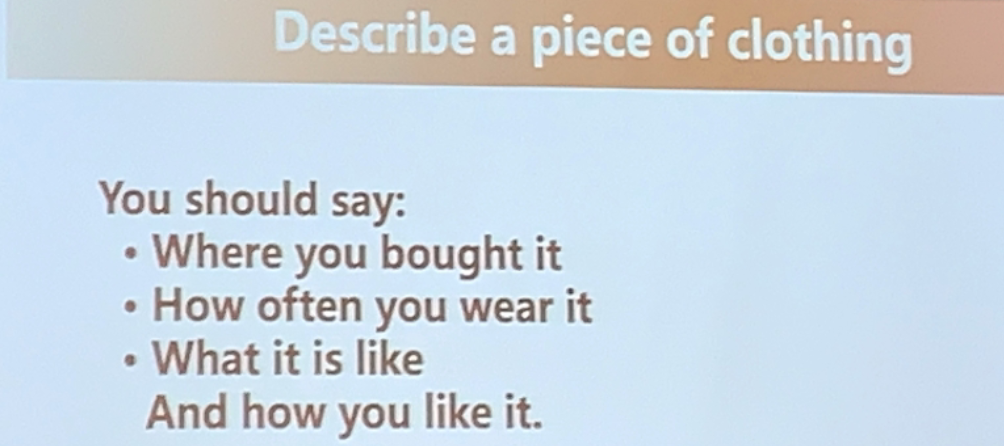 Describe a piece of clothing
You should say:
• Where you bought it
• How often you wear it
• What it is like
And how you like it.